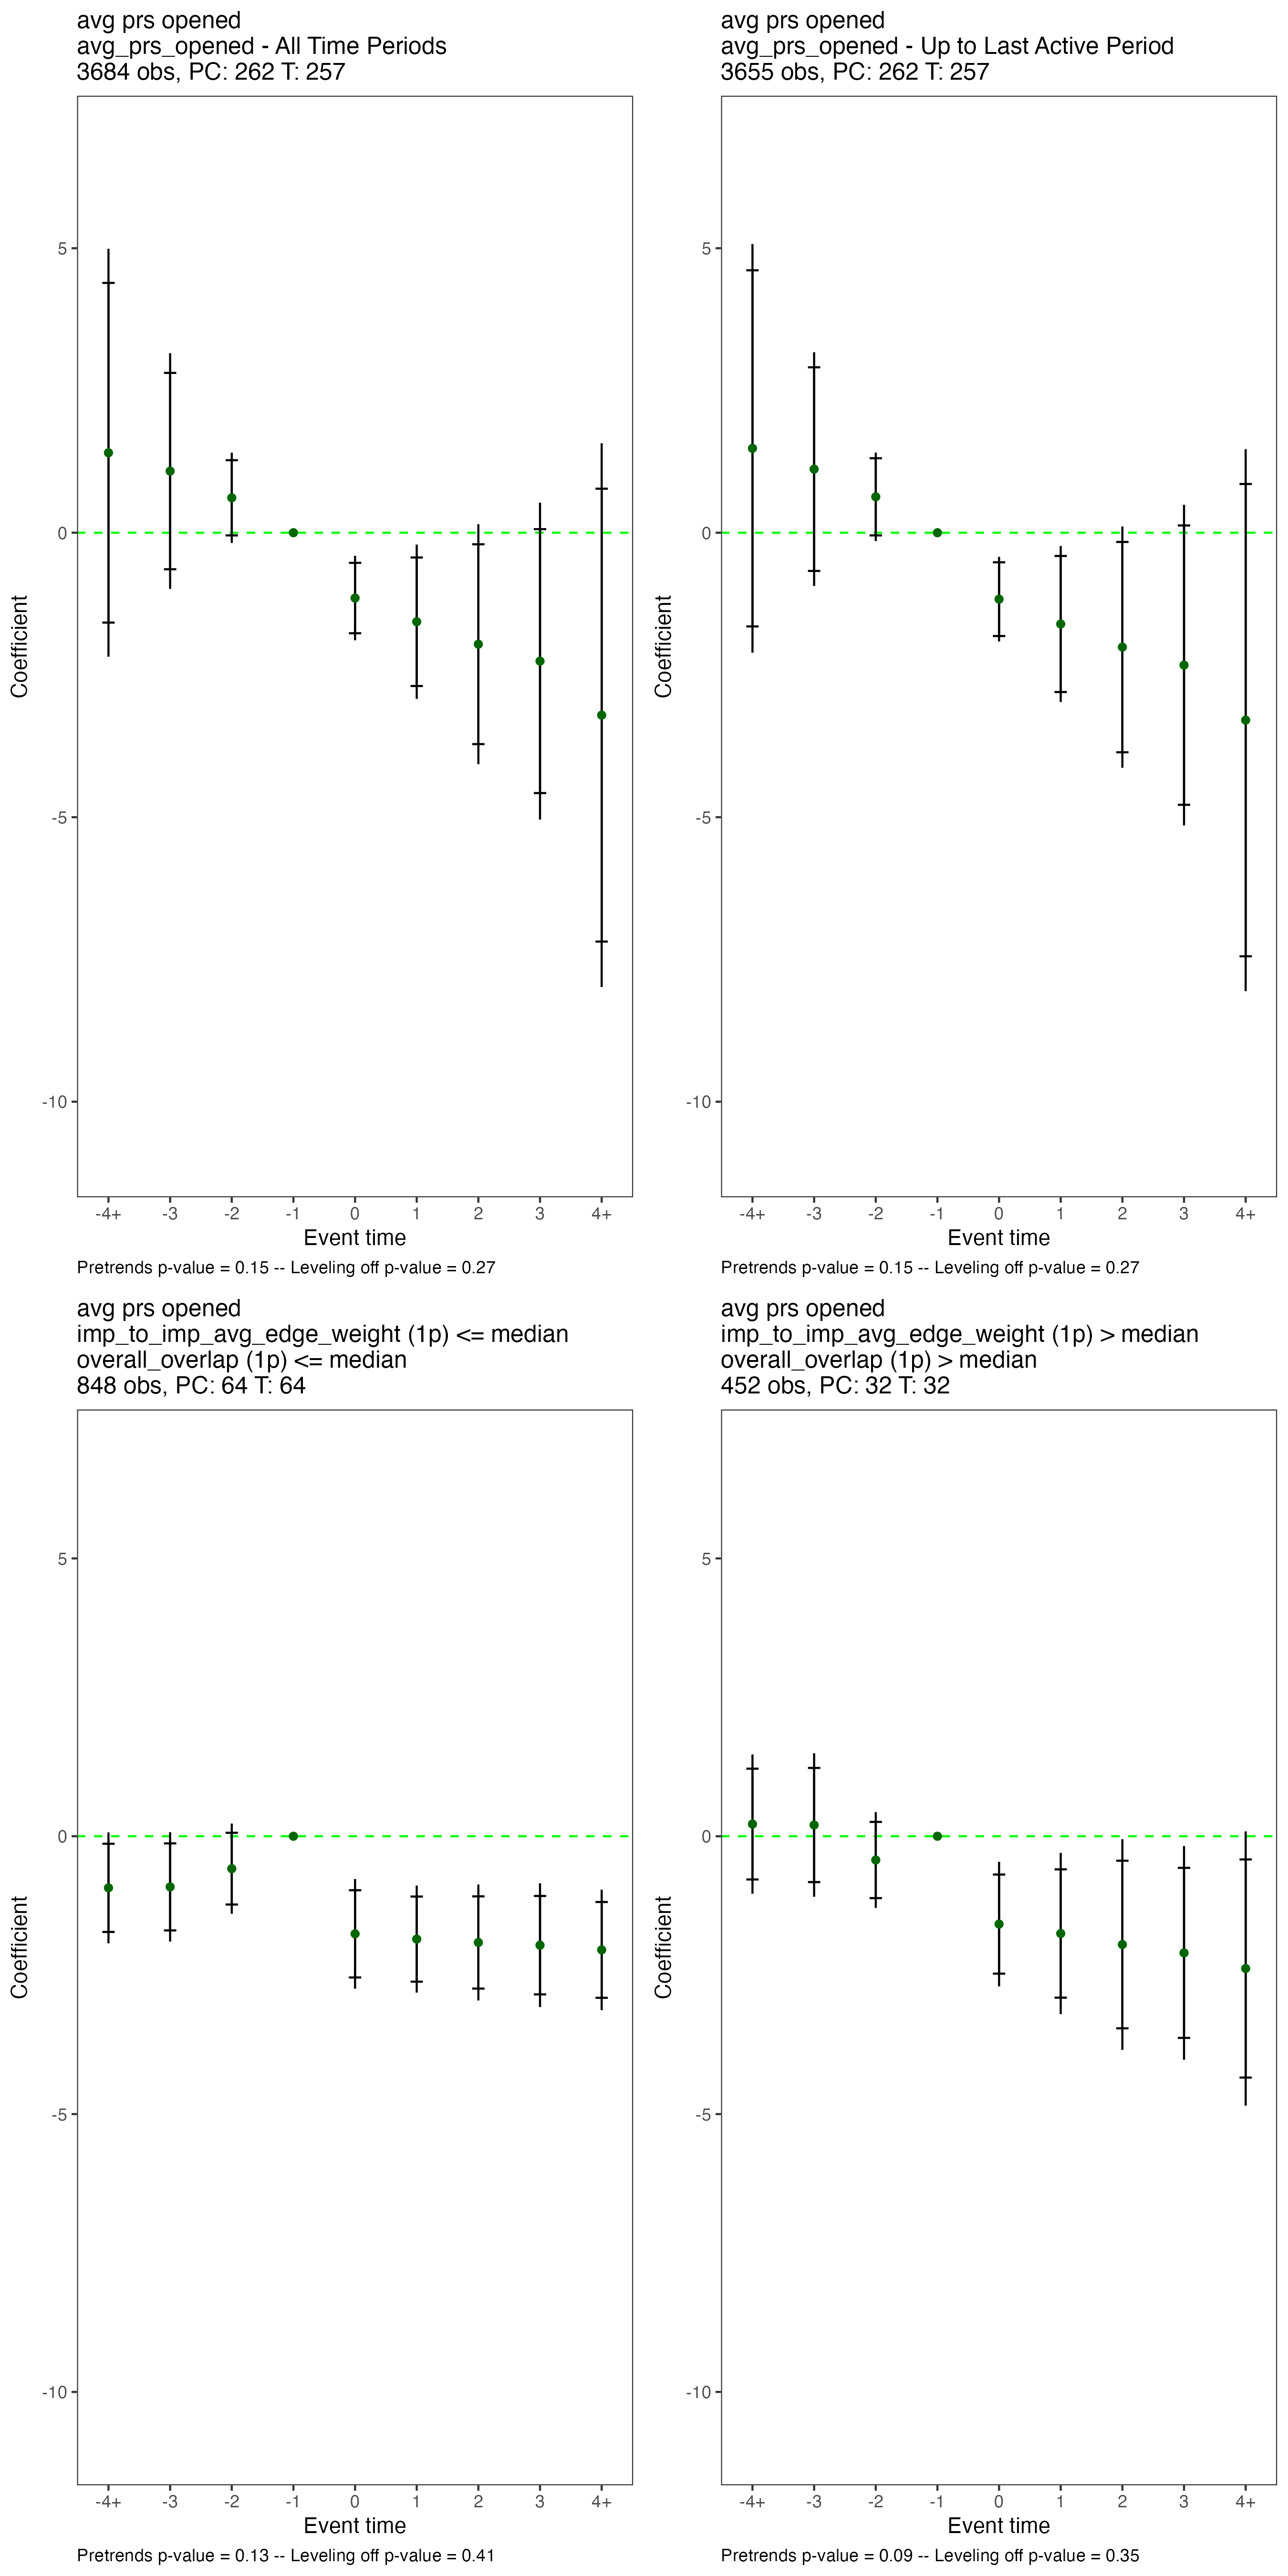 avg prs opened
avg_prs_opened - All Time Periods
3684 obs, PC: 262 T: 257
5
0
-5
-10
Coefficient
-4+ -3 -2 -1 0 1 2 3 4+
Event time
Pretrends p-value = 0.15 -- Leveling off p-value = 0.27
avg prs opened
avg_prs_opened - Up to Last Active Period
3655 obs, PC: 262 T: 257
5
0
-5
-10
Coefficient
-4+ -3 -2 -1 0 1 2 3 4+
Event time
Pretrends p-value = 0.15 -- Leveling off p-value = 0.27
avg prs opened
imp_to_imp_avg_edge_weight (1p) <= median
overall_overlap (1p) <= median
848 obs, PC: 64 T: 64
5
0
-5
-10
Coefficient
-4+ -3 -2 -1 0 1 2 3 4+
Event time
Pretrends p-value = 0.13 -- Leveling off p-value = 0.41
avg prs opened
imp_to_imp_avg_edge_weight (1p) > median
overall_overlap (1p) > median
452 obs, PC: 32 T: 32
5
0
-5
-10
Coefficient
-4+ -3 -2 -1 0 1 2 3 4+
Event time
Pretrends p-value = 0.09 -- Leveling off p-value = 0.35